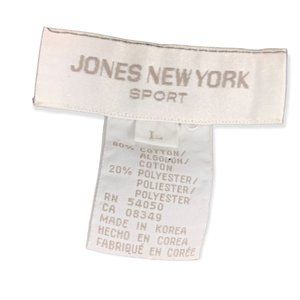 JONES NEW YORK
SPORT
L
80% COTTON/
ALGODON/
COTON
20% POLYESTER/
POLIESTER/
POLYESTER
RN 54050
CA 08349
MADE IN KOREA
HECHO EN COREA
FABRIQUÉ EN CORÉE